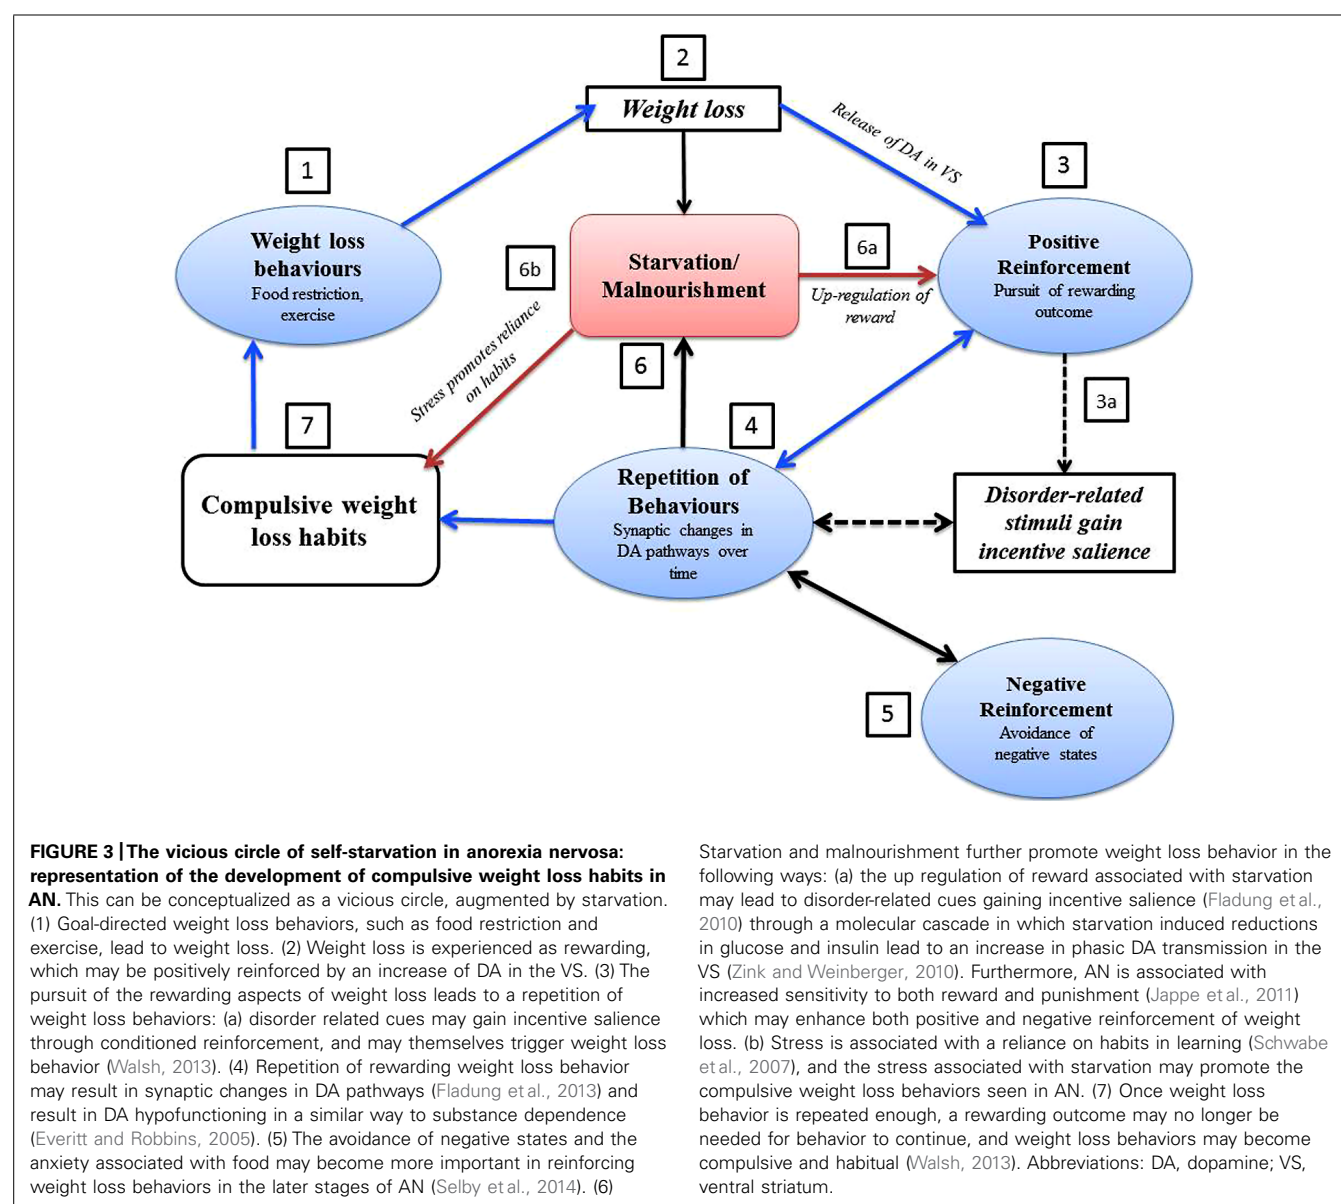 2
Weight loss
Release of DA in VS
1
3
Weight loss
behaviours
Food restriction,
exercise
6b
Starvation/
Malnourishment
6a
Up-regulation of
reward
Positive
Reinforcement
Pursuit of rewarding
outcome
Stress promotes reliance
on habits
6
3a
7
4
Compulsive weight
loss habits
Repetition of
Behaviours
Synaptic changes in
DA pathways over
time
Disorder-related
stimuli gain
incentive salience
5
Negative
Reinforcement
Avoidance of
negative states
FIGURE 3 | The vicious circle of self-starvation in anorexia nervosa:
representation of the development of compulsive weight loss habits in
AN. This can be conceptualized as a vicious circle, augmented by starvation.
(1) Goal-directed weight loss behaviors, such as food restriction and
exercise, lead to weight loss. (2) Weight loss is experienced as rewarding,
which may be positively reinforced by an increase of DA in the VS. (3) The
pursuit of the rewarding aspects of weight loss leads to a repetition of
weight loss behaviors: (a) disorder related cues may gain incentive salience
through conditioned reinforcement, and may themselves trigger weight loss
behavior (Walsh, 2013). (4) Repetition of rewarding weight loss behavior
may result in synaptic changes in DA pathways (Fladung et al., 2013) and
result in DA hypofunctioning in a similar way to substance dependence
(Everitt and Robbins, 2005). (5) The avoidance of negative states and the
anxiety associated with food may become more important in reinforcing
weight loss behaviors in the later stages of AN (Selby et al., 2014). (6)
Starvation and malnourishment further promote weight loss behavior in the
following ways: (a) the up regulation of reward associated with starvation
may lead to disorder-related cues gaining incentive salience (Fladung et al.,
2010) through a molecular cascade in which starvation induced reductions
in glucose and insulin lead to an increase in phasic DA transmission in the
VS (Zink and Weinberger, 2010). Furthermore, AN is associated with
increased sensitivity to both reward and punishment (Jappe et al., 2011)
which may enhance both positive and negative reinforcement of weight
loss. (b) Stress is associated with a reliance on habits in learning (Schwabe
et al., 2007), and the stress associated with starvation may promote the
compulsive weight loss behaviors seen in AN. (7) Once weight loss
behavior is repeated enough, a rewarding outcome may no longer be
needed for behavior to continue, and weight loss behaviors may become
compulsive and habitual (Walsh, 2013). Abbreviations: DA, dopamine; VS,
ventral striatum.